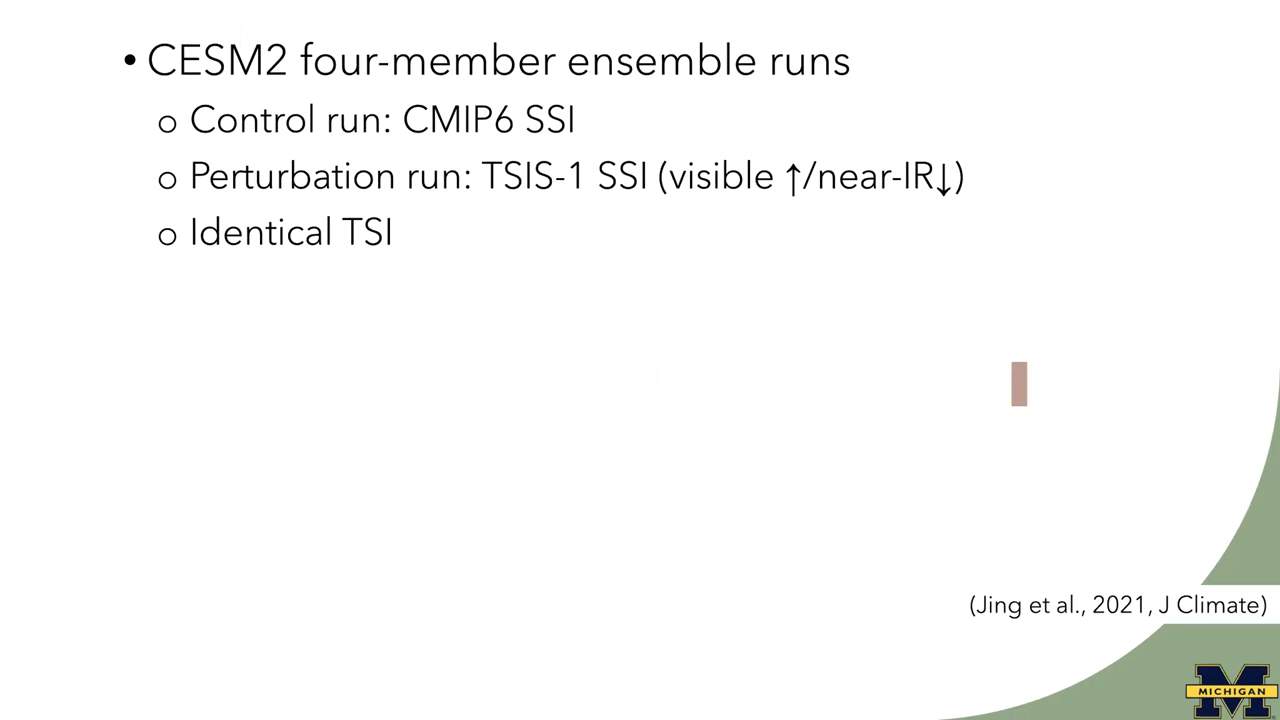 • CESM2 four-member ensemble runs
o Control run: CMIP6 SSI
o Perturbation run: TSIS-1 SSI (visible ↑/near-IR↓)
o Identical TSI
(Jing et al., 2021, J Climate)
MICHIGAN